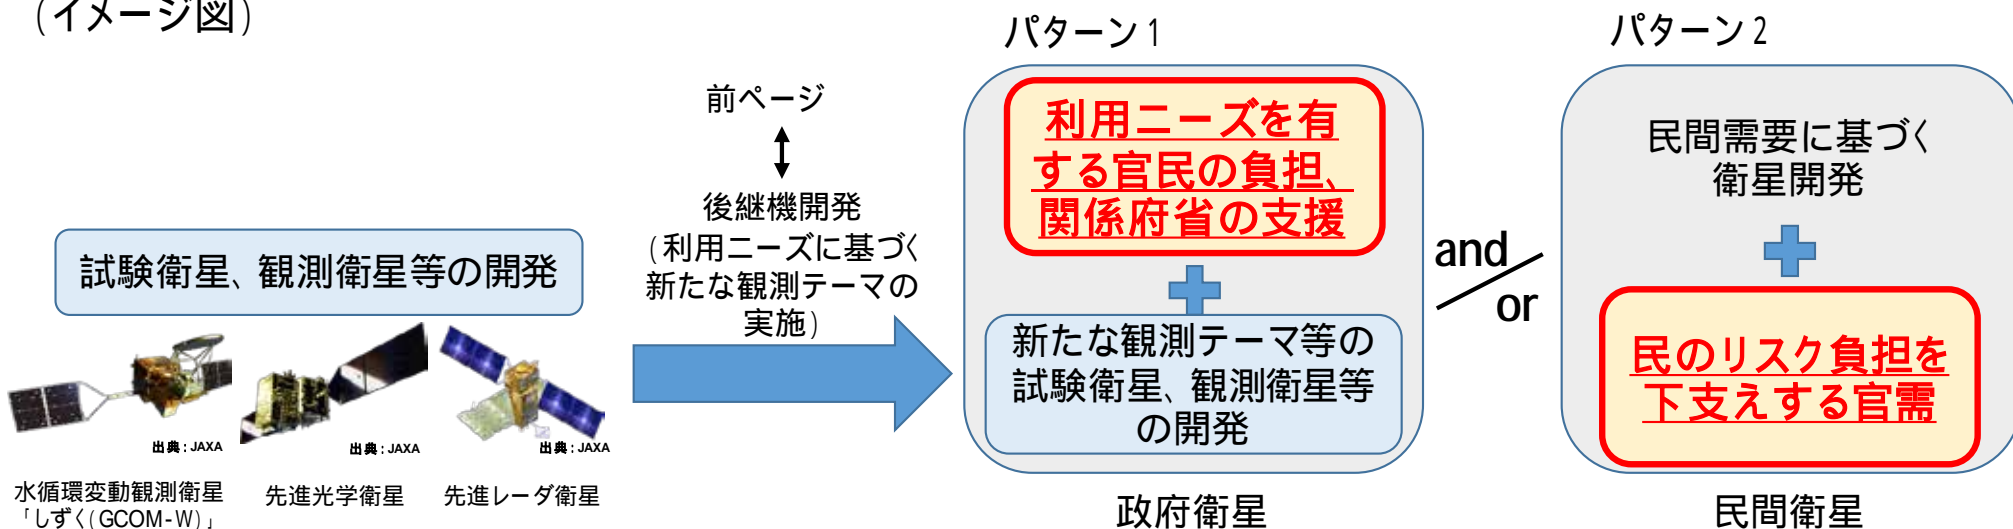 (イメージ図)
試験衛星、観測衛星等の開発
出典:JAXA
出典:JAXA
出典:JAXA
水循環変動観測衛星
「しずく(GCOM-W)」
先進光学衛星
先進レーダ衛星
前ページ
後継機開発
(利用ニーズに基づく
新たな観測テーマの
実施)
パターン1
利用ニーズを有
する官民の負担、
関係府省の支援
新たな観測テーマ等の
試験衛星、観測衛星等
の開発
政府衛星
and
or
パターン2
民間需要に基づく
衛星開発
民のリスク負担を
下支えする官需
民間衛星